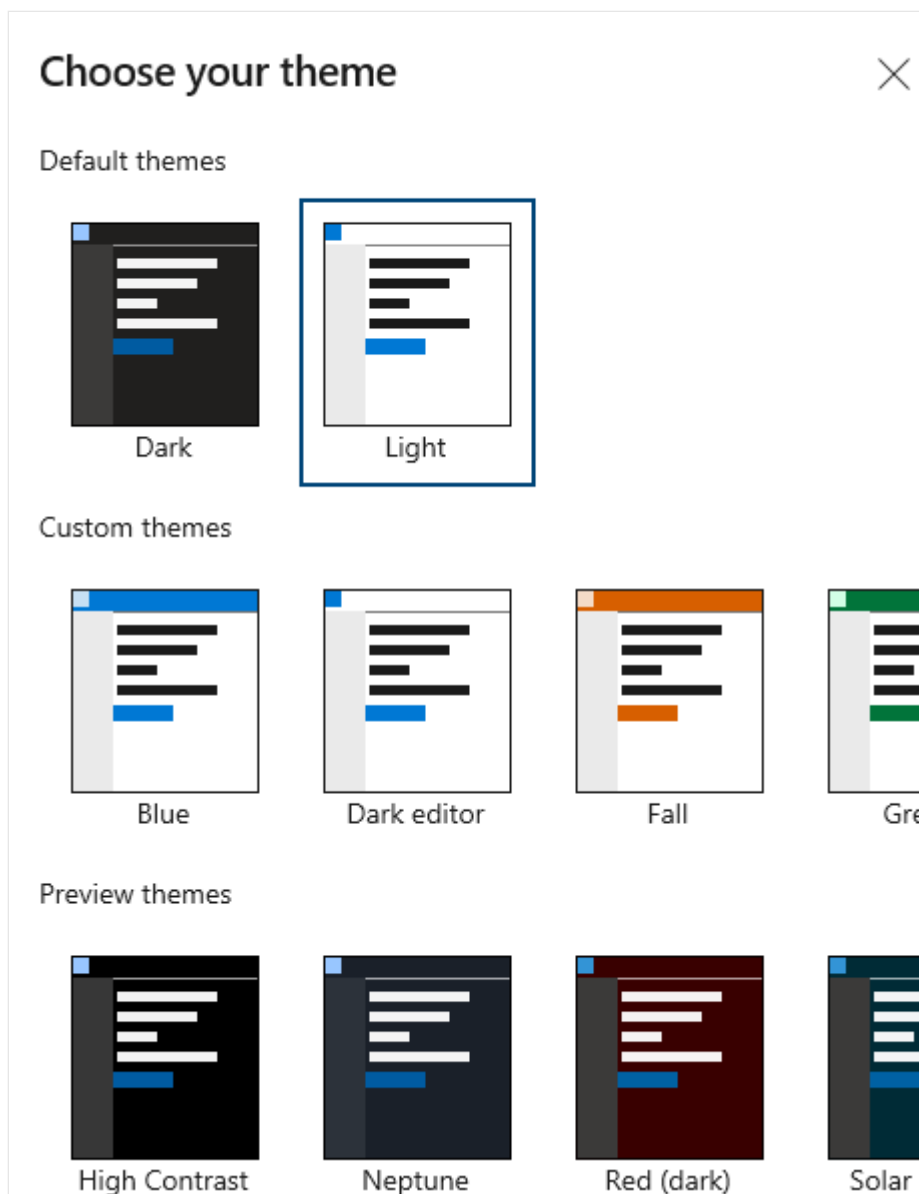 Choose your theme
Default themes
Dark Light
Custom themes
Blue Dark editor Fall Gre
Preview themes
High Contrast Neptune Red (dark) Solar